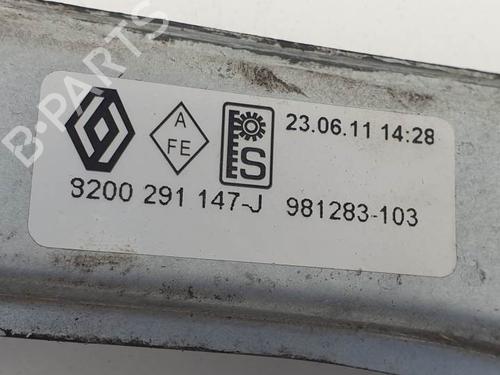 B-PARTS
A
FE
S
23.06.11 14:28
8200 291 147-J 981283-103